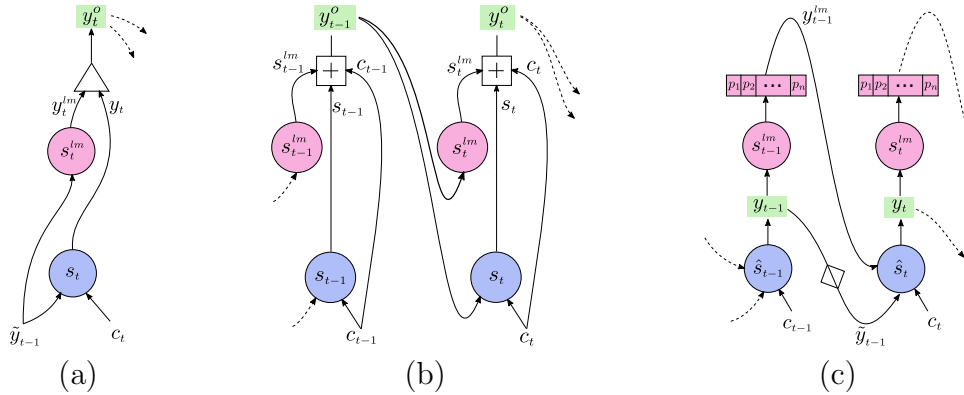 y_t^o
y_t^{lm} y_t
s_t^{lm}
s_t
ỹ_{t-1} c_t
(a)
y_{t-1}^o y_t^o
s_{t-1}^{lm} + c_{t-1} s_t^{lm} + c_t
s_{t-1} s_t
s_{t-1}^{lm} s_t^{lm}
s_{t-1} s_t
c_{t-1} c_t
(b)
y_{t-1}^{lm}
p_1 p_2 ... p_n p_1 p_2 ... p_n
s_{t-1}^{lm} s_t^{lm}
y_{t-1} y_t
ŝ_{t-1} ŝ_t
c_{t-1} ỹ_{t-1} c_t
(c)